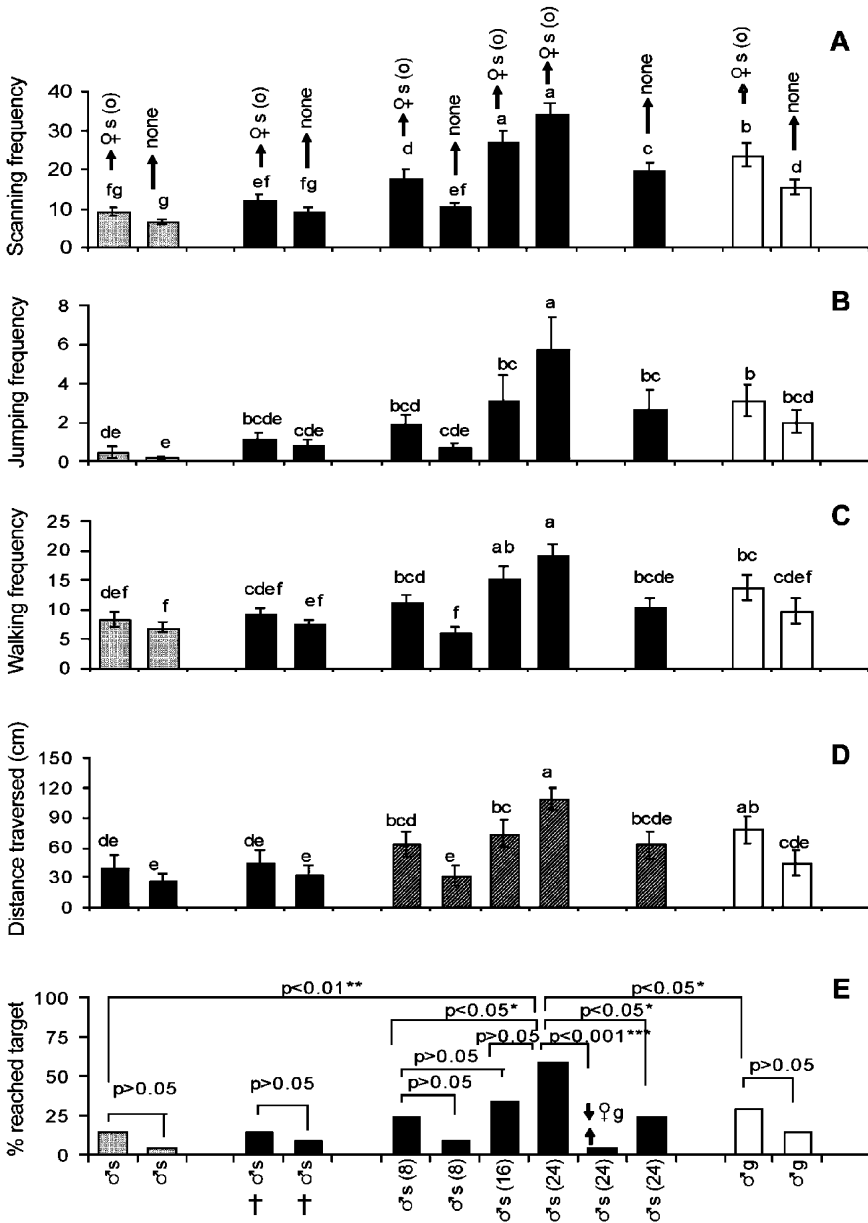 A
Scanning frequency
40
30
20
10
0
♀s (o)
none
♀s (o)
none
♀s (o)
none
♀s (o)
♀s (o)
none
♀s (o)
none
fg
g
ef
fg
d
ef
a
a
c
b
d
B
Jumping frequency
8
6
4
2
0
de
e
bcde
cde
bcd
cde
bc
a
bc
b
bcd
C
Walking frequency
25
20
15
10
5
0
def
f
cdef
ef
bcd
f
ab
a
bcde
bc
cdef
D
Distance traversed (cm)
150
120
90
60
30
0
de
e
de
e
bcd
e
bc
a
bcde
ab
cde
E
% reached target
100
75
50
25
0
p<0.01**
p<0.05*
p<0.05*
p<0.05*
p>0.05
p<0.001***
p>0.05
p>0.05
p>0.05
p>0.05
p>0.05
♀g
♂s
♂s
♂s
†
♂s
†
♂s (8)
♂s (8)
♂s (16)
♂s (24)
♂s (24)
♂s (24)
♂g
♂g